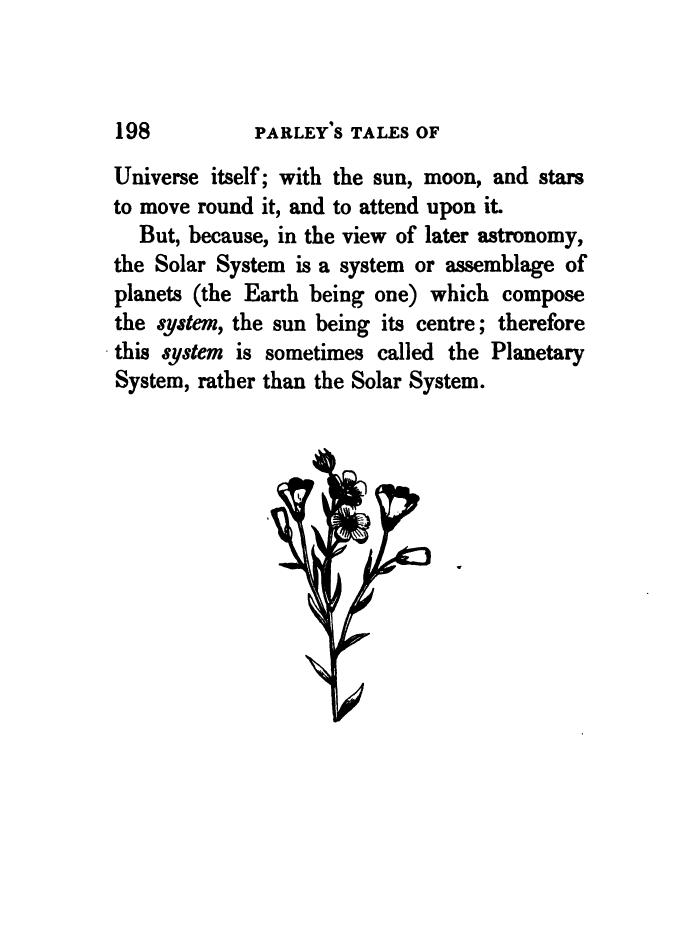 198 PARLEY'S TALES OF
Universe itself; with the sun, moon, and stars
to move round it, and to attend upon it.
But, because, in the view of later astronomy,
the Solar System is a system or assemblage of
planets (the Earth being one) which compose
the system, the sun being its centre; therefore
this system is sometimes called the Planetary
System, rather than the Solar System.